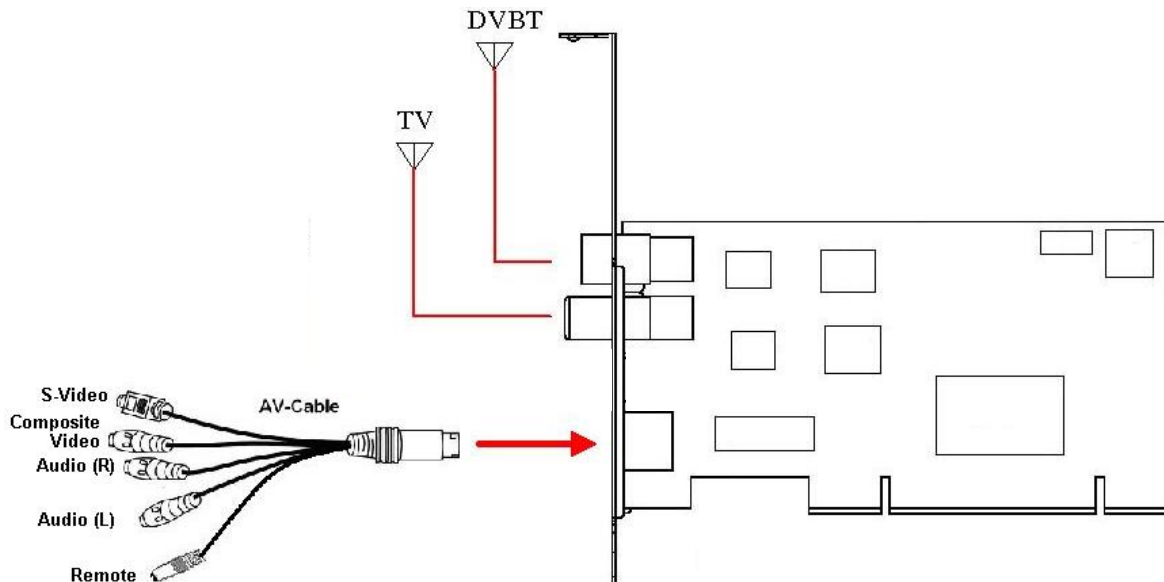 DVBT
TV
S-Video
AV-Cable
Composite
Video
Audio (R)
Audio (L)
Remote